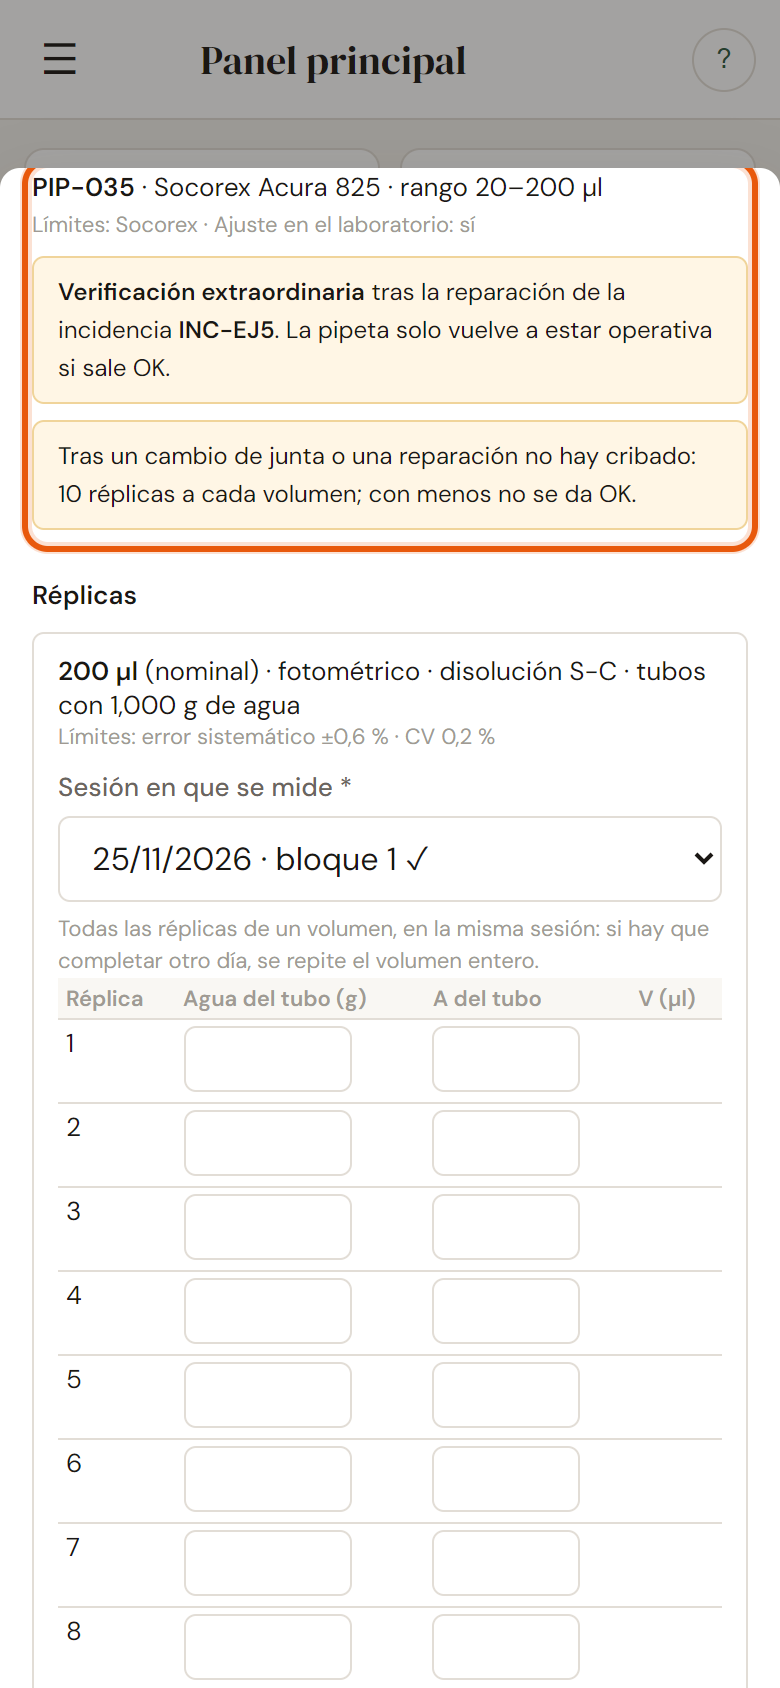 ☰ Panel principal ?
PIP-035 · Socorex Acura 825 · rango 20–200 µl
Límites: Socorex · Ajuste en el laboratorio: sí
Verificación extraordinaria tras la reparación de la
incidencia INC-EJ5. La pipeta solo vuelve a estar operativa
si sale OK.
Tras un cambio de junta o una reparación no hay cribado:
10 réplicas a cada volumen; con menos no se da OK.
Réplicas
200 µl (nominal) · fotométrico · disolución S-C · tubos
con 1,000 g de agua
Límites: error sistemático ±0,6 % · CV 0,2 %
Sesión en que se mide *
25/11/2026 · bloque 1 ✓
Todas las réplicas de un volumen, en la misma sesión: si hay que
completar otro día, se repite el volumen entero.
Réplica Agua del tubo (g) A del tubo V (µl)
1
2
3
4
5
6
7
8